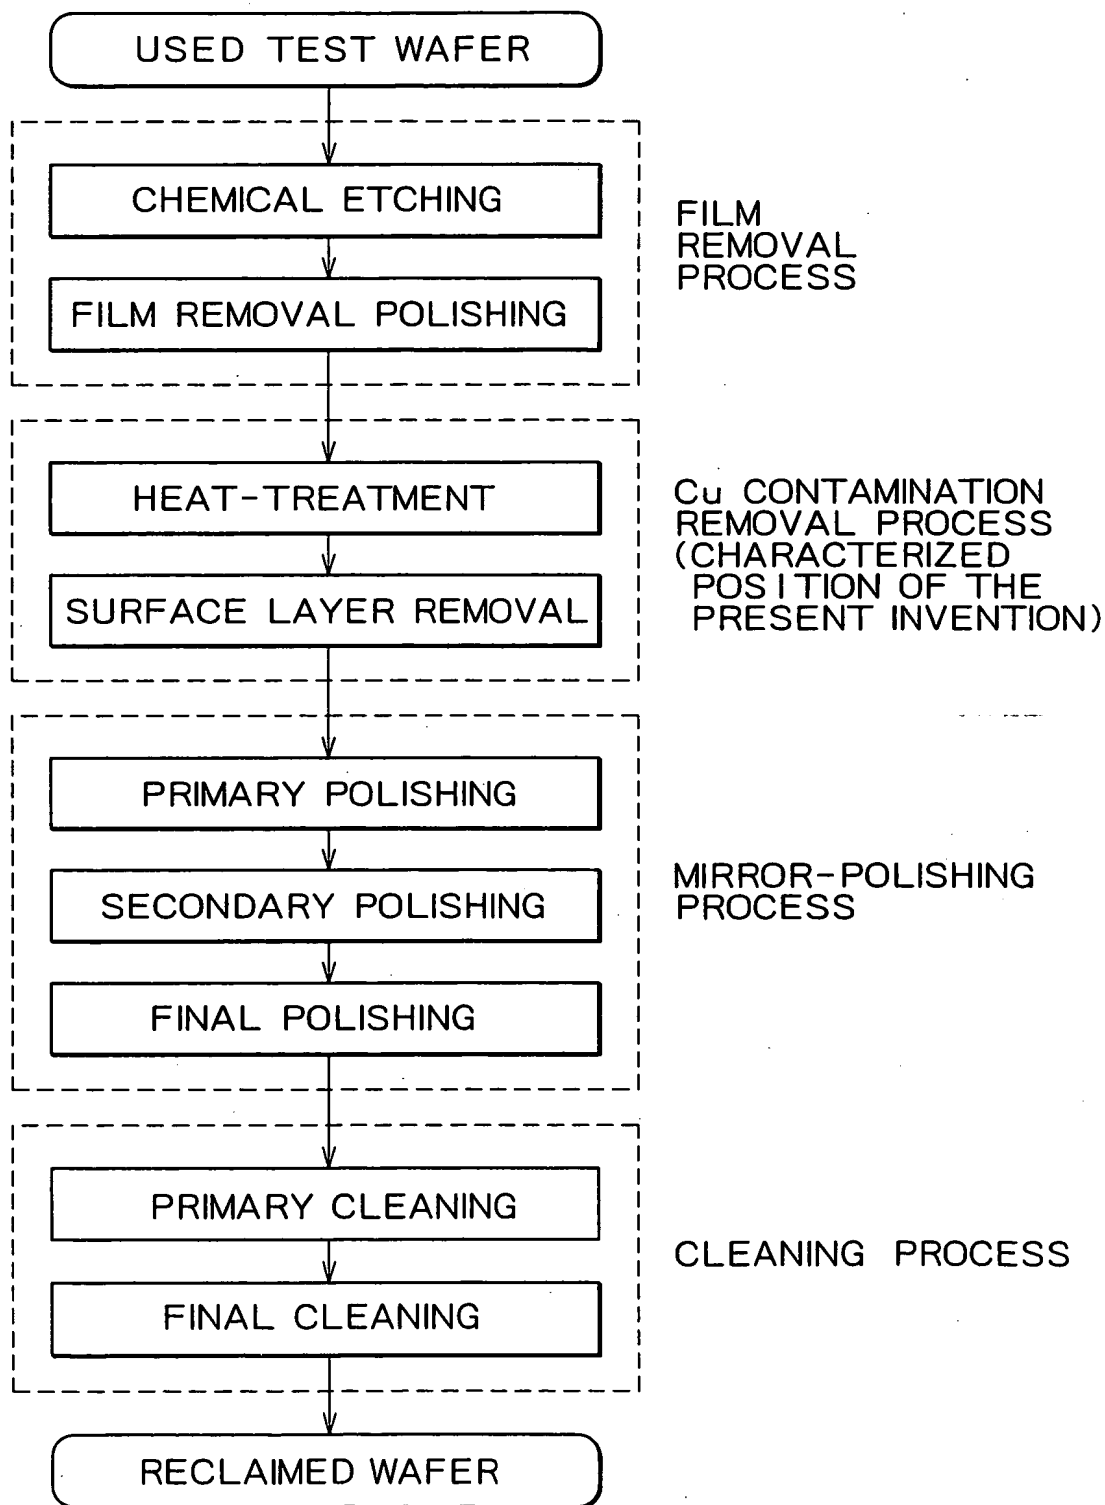 USED TEST WAFER
CHEMICAL ETCHING
FILM REMOVAL POLISHING
FILM
REMOVAL
PROCESS
HEAT-TREATMENT
SURFACE LAYER REMOVAL
Cu CONTAMINATION
REMOVAL PROCESS
(CHARACTERIZED
POSITION OF THE
PRESENT INVENTION)
PRIMARY POLISHING
SECONDARY POLISHING
FINAL POLISHING
MIRROR-POLISHING
PROCESS
PRIMARY CLEANING
FINAL CLEANING
CLEANING PROCESS
RECLAIMED WAFER